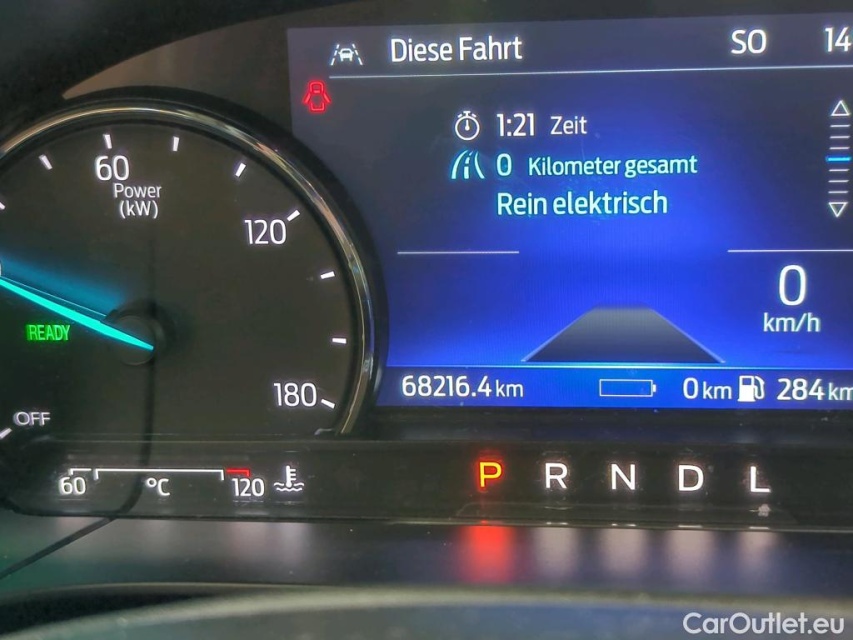 Diese Fahrt SO 14
1:21 Zeit
0 Kilometer gesamt
Rein elektrisch
60
Power
(kW)
120
180
READY
OFF
0
km/h
68216.4 km 0 km 284 km
60 °C 120
P R N D L
CarOutlet.eu